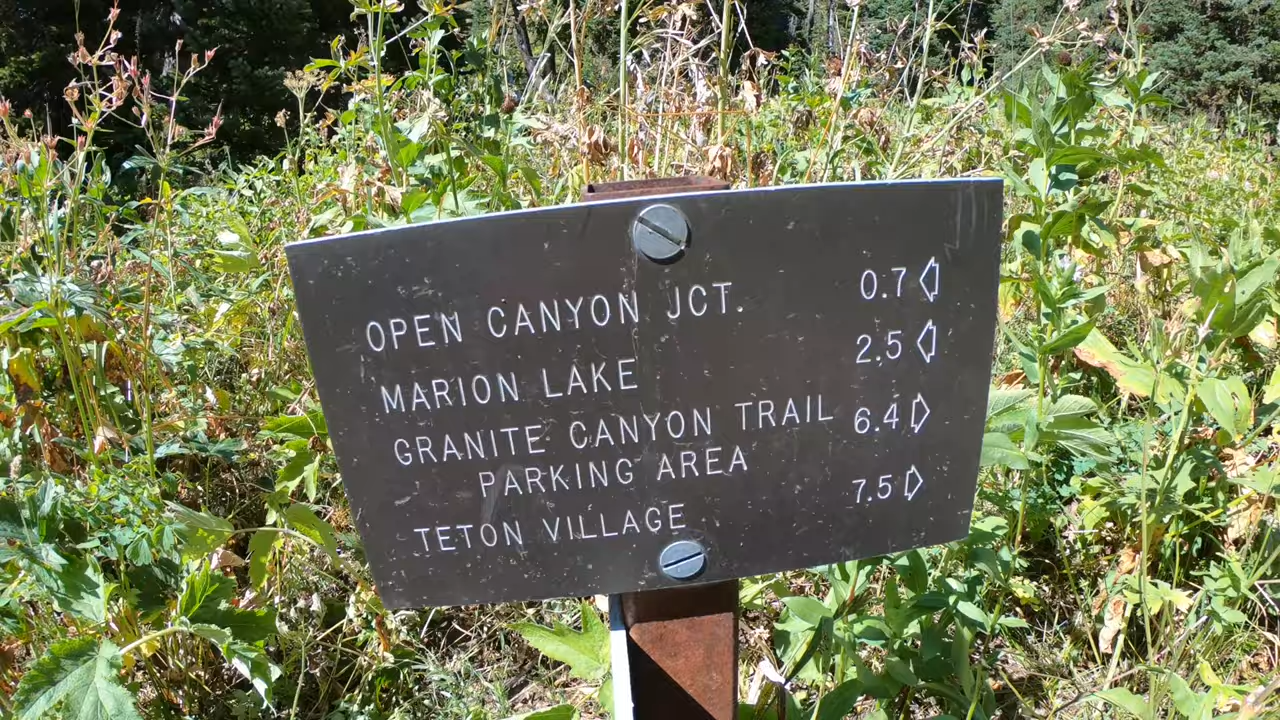 OPEN CANYON JCT. 0.7
MARION LAKE 2.5
GRANITE CANYON TRAIL 6.4
PARKING AREA
TETON VILLAGE 7.5